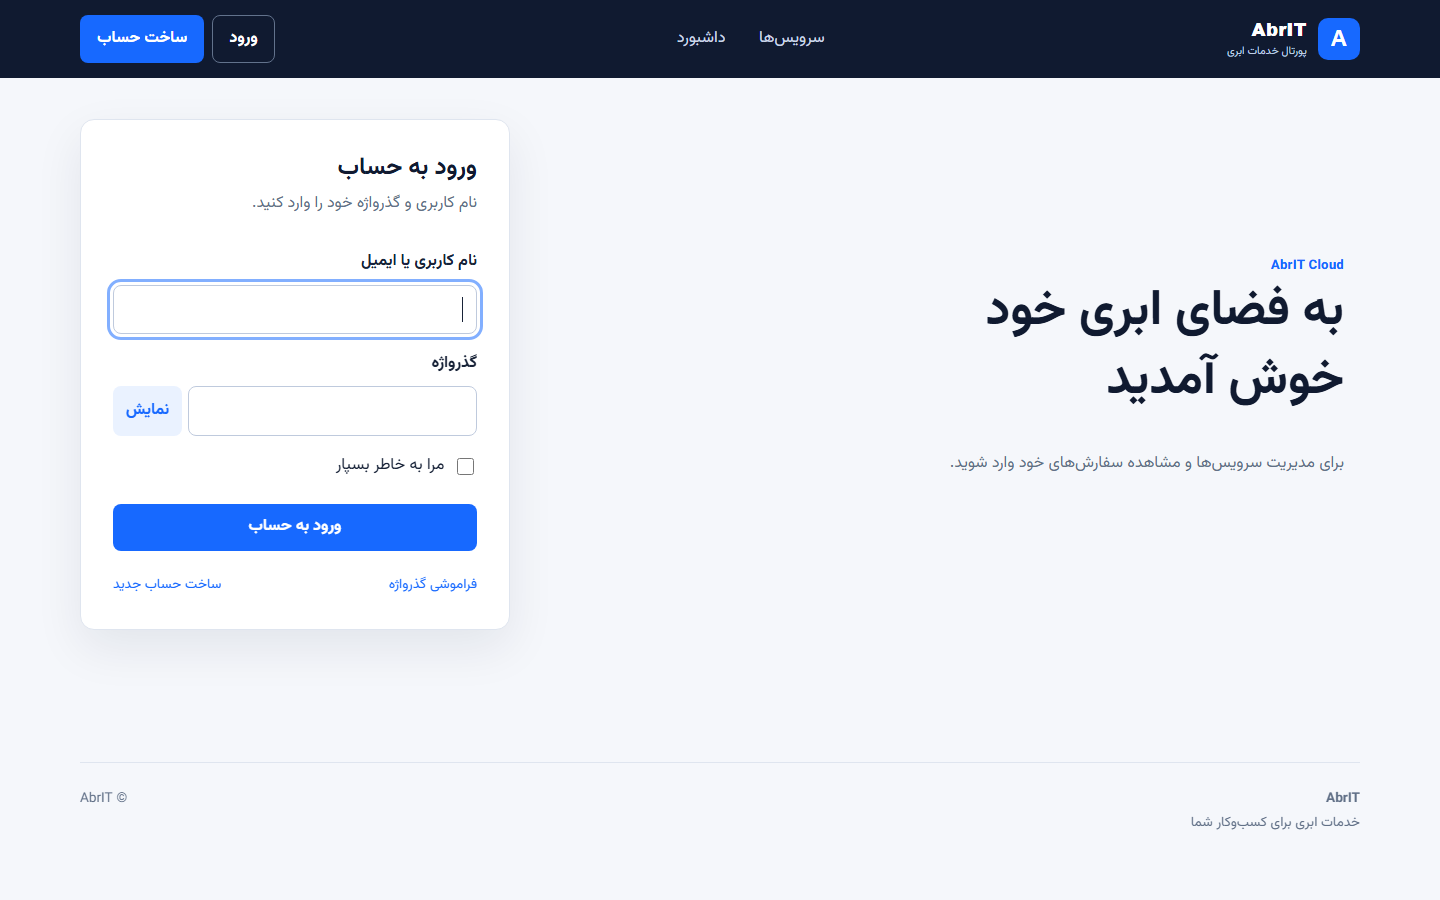 A
AbrIT
پورتال خدمات ابری
سرویس‌ها
داشبورد
ورود
ساخت حساب
AbrIT Cloud
به فضای ابری خود
خوش آمدید
برای مدیریت سرویس‌ها و مشاهده سفارش‌های خود وارد شوید.
ورود به حساب
نام کاربری و گذرواژه خود را وارد کنید.
نام کاربری یا ایمیل
گذرواژه
نمایش
مرا به خاطر بسپار
ورود به حساب
فراموشی گذرواژه
ساخت حساب جدید
AbrIT
خدمات ابری برای کسب‌وکار شما
© AbrIT